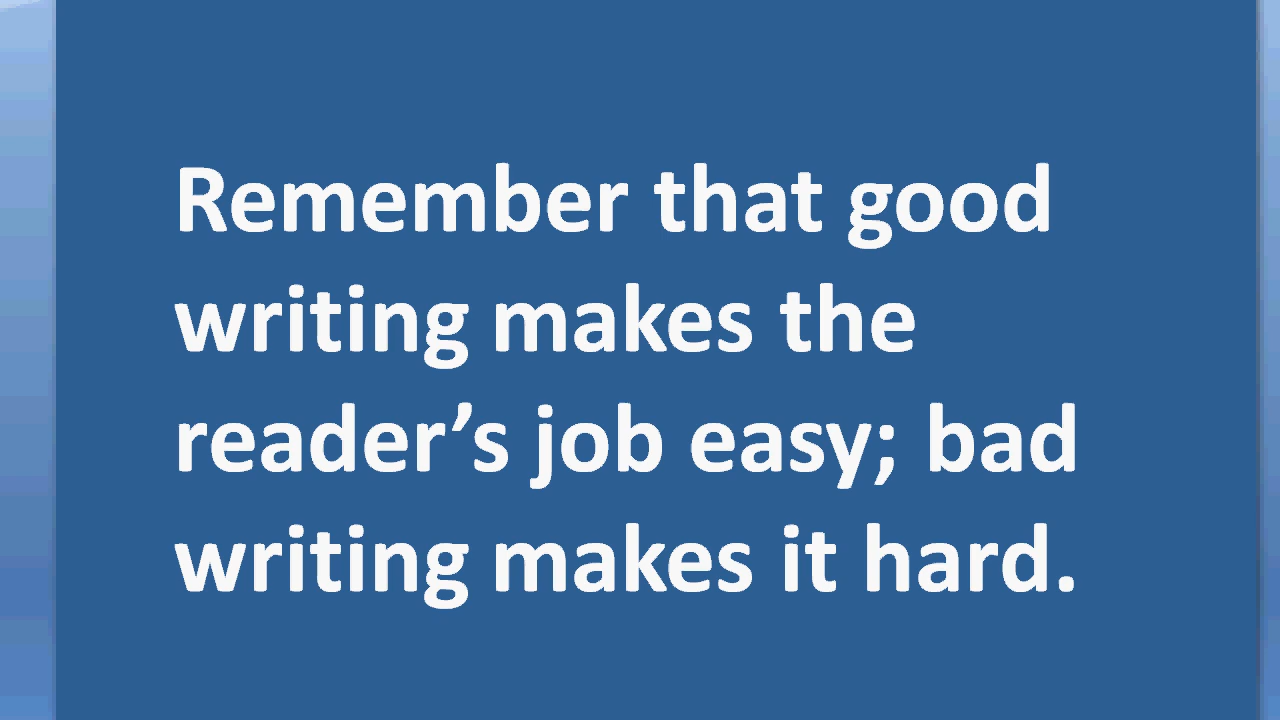 Remember that good
writing makes the
reader’s job easy; bad
writing makes it hard.